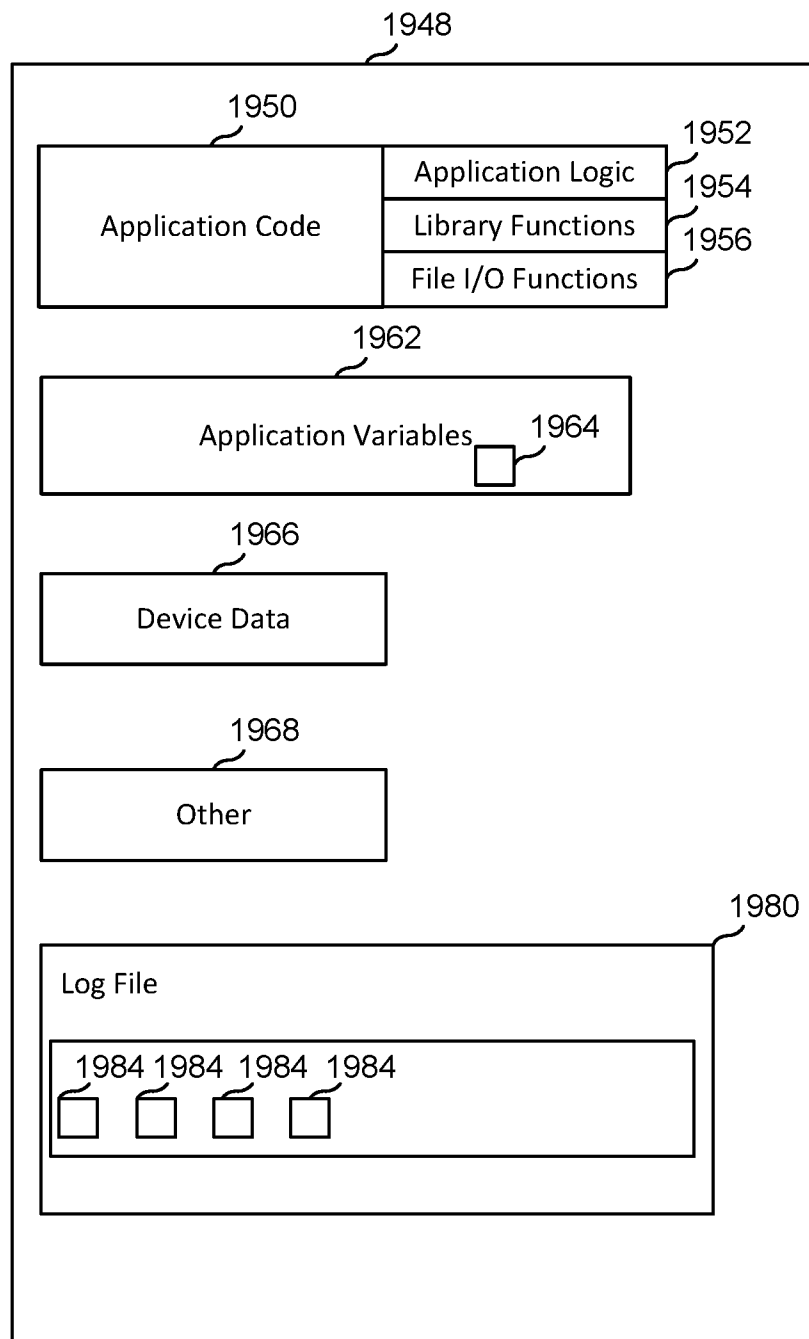 1948
1950
1952
Application Logic
1954
Application Code
Library Functions
1956
File I/O Functions
1962
Application Variables
1964
1966
Device Data
1968
Other
1980
Log File
1984 1984 1984 1984